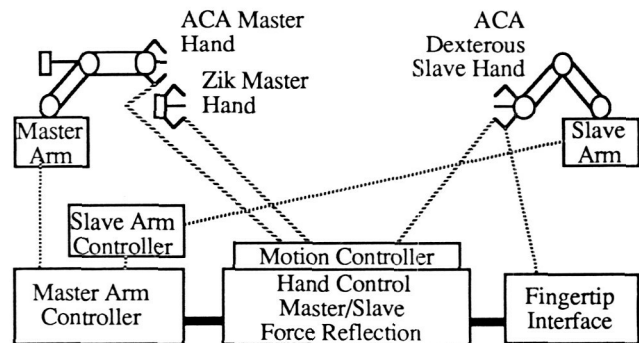 ACA Master
Hand
Zik Master
Hand
ACA
Dexterous
Slave Hand
Master
Arm
Slave
Arm
Slave Arm
Controller
Motion Controller
Master Arm
Controller
Hand Control
Master/Slave
Force Reflection
Fingertip
Interface